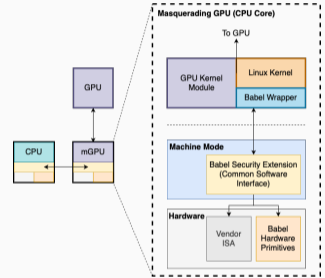 Masquerading GPU (CPU Core)
To GPU
GPU
GPU Kernel
Module
Linux Kernel
Babel Wrapper
CPU
mGPU
Machine Mode
Babel Security Extension
(Common Software
Interface)
Hardware
Vendor
ISA
Babel
Hardware
Primitives